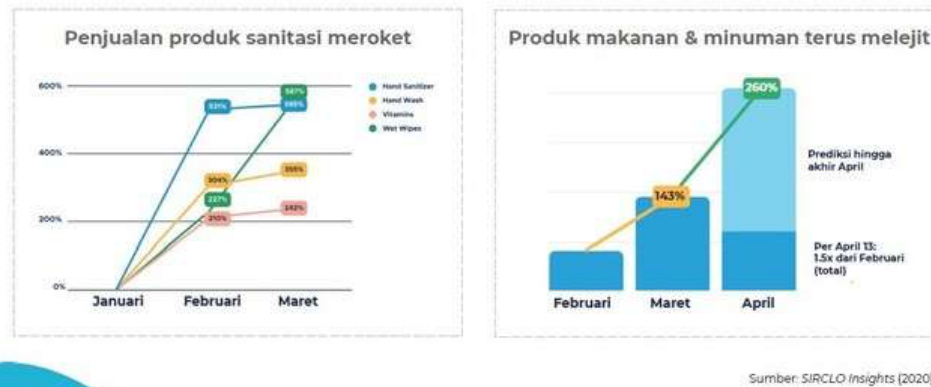 Penjualan produk sanitasi meroket
600%
400%
200%
0%
531%
304%
237%
210%
587%
355%
242%
Januari
Februari
Maret
Hand Sanitizer
Hand Wash
Vitamins
Wet Wipes
Produk makanan & minuman terus melejit
143%
260%
Februari
Maret
April
Prediksi hingga
akhir April
Per April 13:
1.5x dari Februari
(total)
Sumber: SIRCLO Insights (2020)